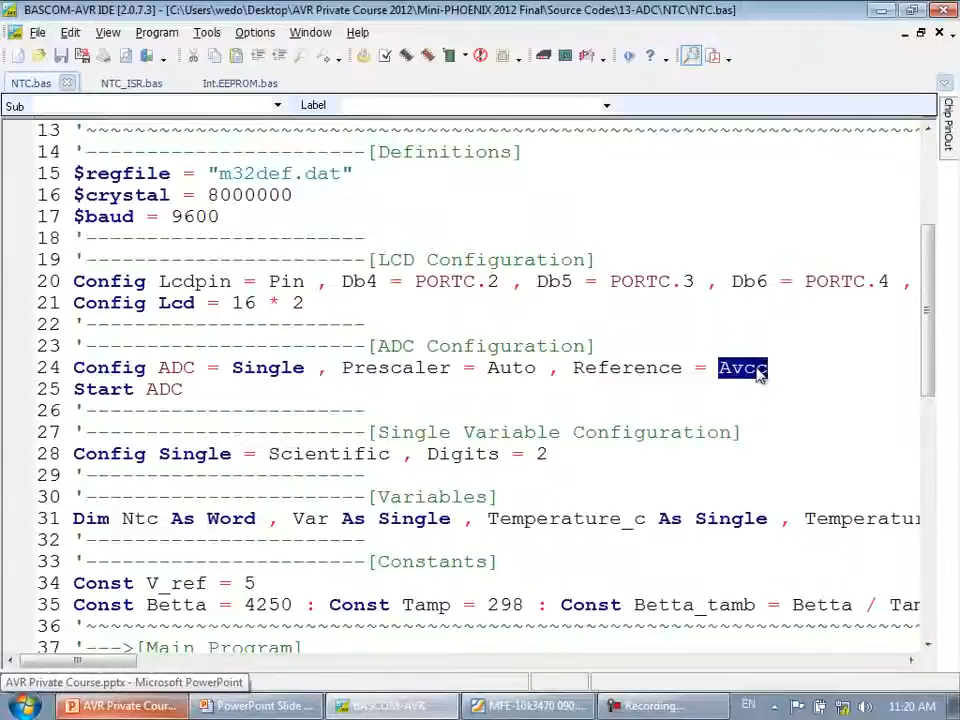 BASCOM-AVR IDE [2.0.7.3] - [C:\Users\wedo\Desktop\AVR Private Course 2012\Mini-PHOENIX 2012 Final\Source Codes\13-ADC\NTC\NTC.bas]
File Edit View Program Tools Options Window Help
NTC.bas NTC_ISR.bas Int.EEPROM.bas
Sub Label
Chip PinOut
13 '~~~~~~~~~~~~~~~~~~~~~~~~~~~~~~~~~~~~~~~~~~~~~~~~~~~~~~~~~~~~~~~~~~~~~
14 '-----------------------[Definitions]
15 $regfile = "m32def.dat"
16 $crystal = 8000000
17 $baud = 9600
18 '-----------------------
19 '-----------------------[LCD Configuration]
20 Config Lcdpin = Pin , Db4 = PORTC.2 , Db5 = PORTC.3 , Db6 = PORTC.4 ,
21 Config Lcd = 16 * 2
22 '-----------------------
23 '-----------------------[ADC Configuration]
24 Config ADC = Single , Prescaler = Auto , Reference = Avcc
25 Start ADC
26 '-----------------------
27 '-----------------------[Single Variable Configuration]
28 Config Single = Scientific , Digits = 2
29 '-----------------------
30 '-----------------------[Variables]
31 Dim Ntc As Word , Var As Single , Temperature_c As Single , Temperatur
32 '-----------------------
33 '-----------------------[Constants]
34 Const V_ref = 5
35 Const Betta = 4250 : Const Tamp = 298 : Const Betta_tamb = Betta / Tam
36 '~~~~~~~~~~~~~~~~~~~~~~~~~~~~~~~~~~~~~~~~~~~~~~~~~~~~~~~~~~~~~~~~~~~~~
37 '--->[Main Program]
AVR Private Course.pptx - Microsoft PowerPoint
AVR Private Cour... PowerPoint Slide ... BASCOM-AVR MFE-10k3470 090... Recording... EN 11:20 AM